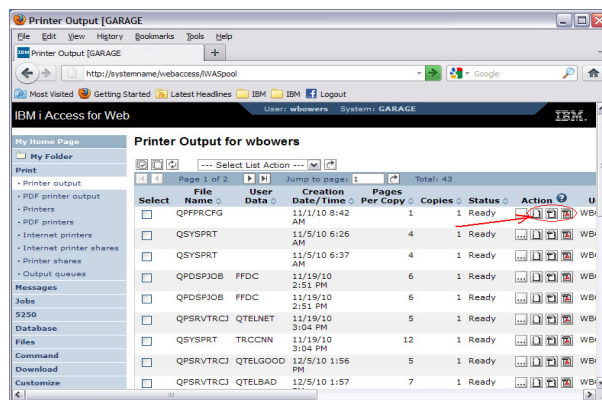 Printer Output [GARAGE
File Edit View History Bookmarks Tools Help
IBM Printer Output [GARAGE +
http://systemname/webaccess/iWASpool Google
Most Visited Getting Started Latest Headlines IBM IBM Logout
User: wbowers System: GARAGE
IBM i Access for Web IBM.
My Home Page
My Folder
Print
• Printer output
• PDF printer output
• Printers
• PDF printers
• Internet printers
• Internet printer shares
• Printer shares
• Output queues
Messages
Jobs
5250
Database
Files
Command
Download
Customize
Printer Output for wbowers
--- Select List Action ---
Page 1 of 2 Jump to page: 1 Total: 43
Select File Name User Data Creation Date/Time Pages Per Copy Copies Status Action ? U
QPFPRCFG 11/1/10 8:42 AM 1 1 Ready ... WB
QSYSPRT 11/5/10 6:26 AM 4 1 Ready ... WB
QSYSPRT 11/5/10 6:37 AM 4 1 Ready ... WB
QPDSPJOB FFDC 11/19/10 2:51 PM 6 1 Ready ... WB
QPDSPJOB FFDC 11/19/10 2:51 PM 6 1 Ready ... WB
QPSRVTRCJ QTELNET 11/19/10 3:04 PM 5 1 Ready ... WB
QSYSPRT TRCCNN 11/19/10 3:04 PM 12 1 Ready ... WB
QPSRVTRCJ QTELGOOD 12/5/10 1:56 PM 5 1 Ready ... WB
QPSRVTRCJ QTELBAD 12/5/10 1:57 7 1 Ready ... WB